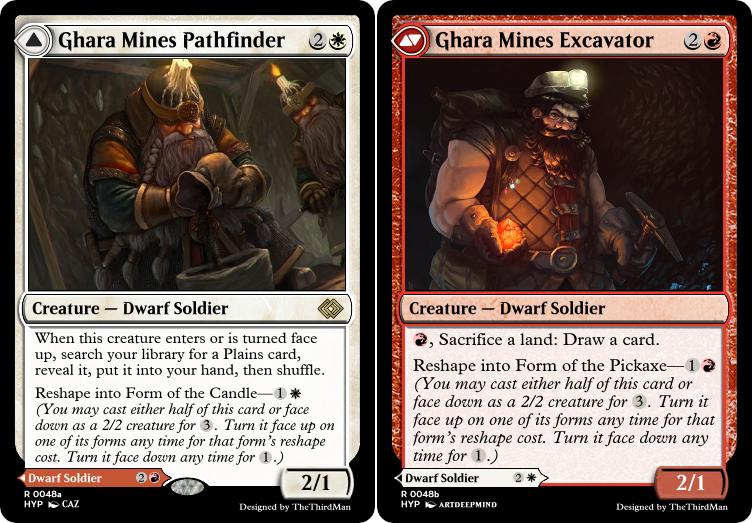 Ghara Mines Pathfinder 2
Creature — Dwarf Soldier
When this creature enters or is turned face
up, search your library for a Plains card,
reveal it, put it into your hand, then shuffle.
Reshape into Form of the Candle—1
(You may cast either half of this card or face
down as a 2/2 creature for 3. Turn it face up on
one of its forms any time for that form's reshape
cost. Turn it face down any time for 1.)
Dwarf Soldier 2
2/1
R 0048a
HYP CAZ
Designed by TheThirdMan
Ghara Mines Excavator 2
Creature — Dwarf Soldier
, Sacrifice a land: Draw a card.
Reshape into Form of the Pickaxe—1
(You may cast either half of this card or
face down as a 2/2 creature for 3. Turn it
face up on one of its forms any time for that
form's reshape cost. Turn it face down any
time for 1.)
Dwarf Soldier 2
2/1
R 0048b
HYP ARTDEEPMIND
Designed by TheThirdMan